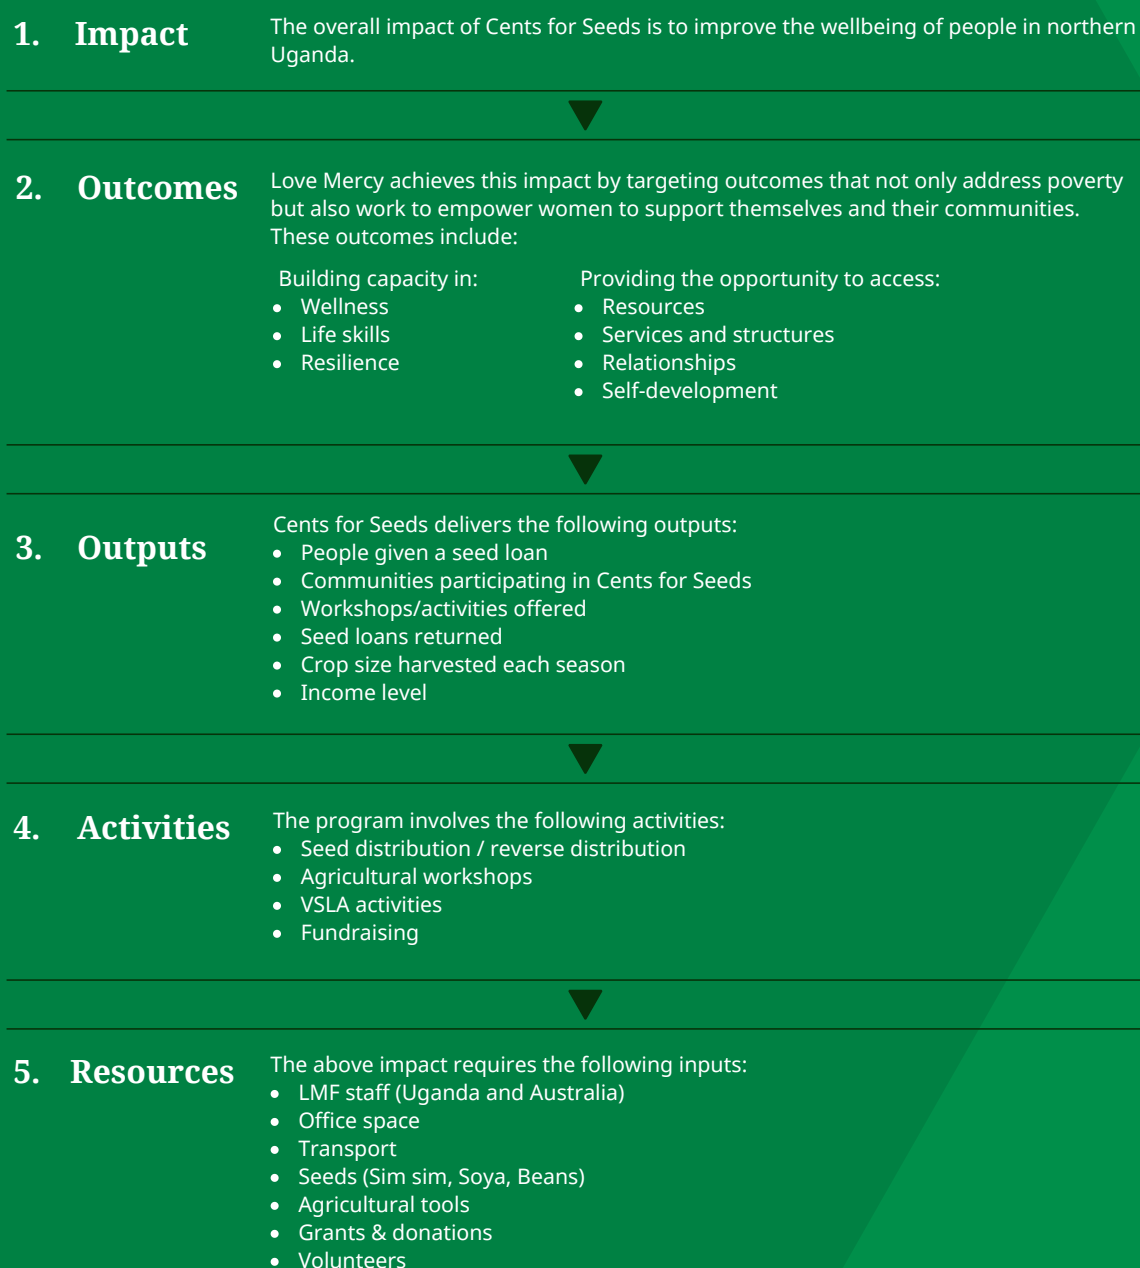 1. Impact
The overall impact of Cents for Seeds is to improve the wellbeing of people in northern
Uganda.
2. Outcomes
Love Mercy achieves this impact by targeting outcomes that not only address poverty
but also work to empower women to support themselves and their communities.
These outcomes include:
Building capacity in:
• Wellness
• Life skills
• Resilience
Providing the opportunity to access:
• Resources
• Services and structures
• Relationships
• Self-development
3. Outputs
Cents for Seeds delivers the following outputs:
• People given a seed loan
• Communities participating in Cents for Seeds
• Workshops/activities offered
• Seed loans returned
• Crop size harvested each season
• Income level
4. Activities
The program involves the following activities:
• Seed distribution / reverse distribution
• Agricultural workshops
• VSLA activities
• Fundraising
5. Resources
The above impact requires the following inputs:
• LMF staff (Uganda and Australia)
• Office space
• Transport
• Seeds (Sim sim, Soya, Beans)
• Agricultural tools
• Grants & donations
• Volunteers